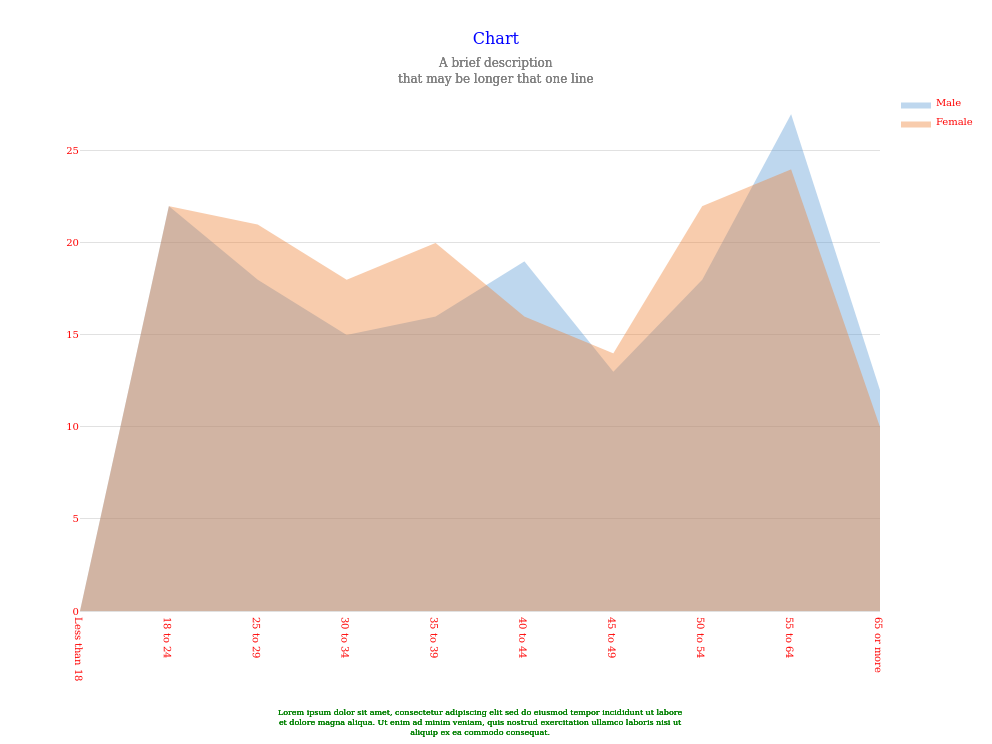 Chart
A brief description
that may be longer that one line
Male
Female
25
20
15
10
5
0
Less than 18
18 to 24
25 to 29
30 to 34
35 to 39
40 to 44
45 to 49
50 to 54
55 to 64
65 or more
Lorem ipsum dolor sit amet, consectetur adipiscing elit sed do eiusmod tempor incididunt ut labore
et dolore magna aliqua. Ut enim ad minim veniam, quis nostrud exercitation ullamco laboris nisi ut
aliquip ex ea commodo consequat.